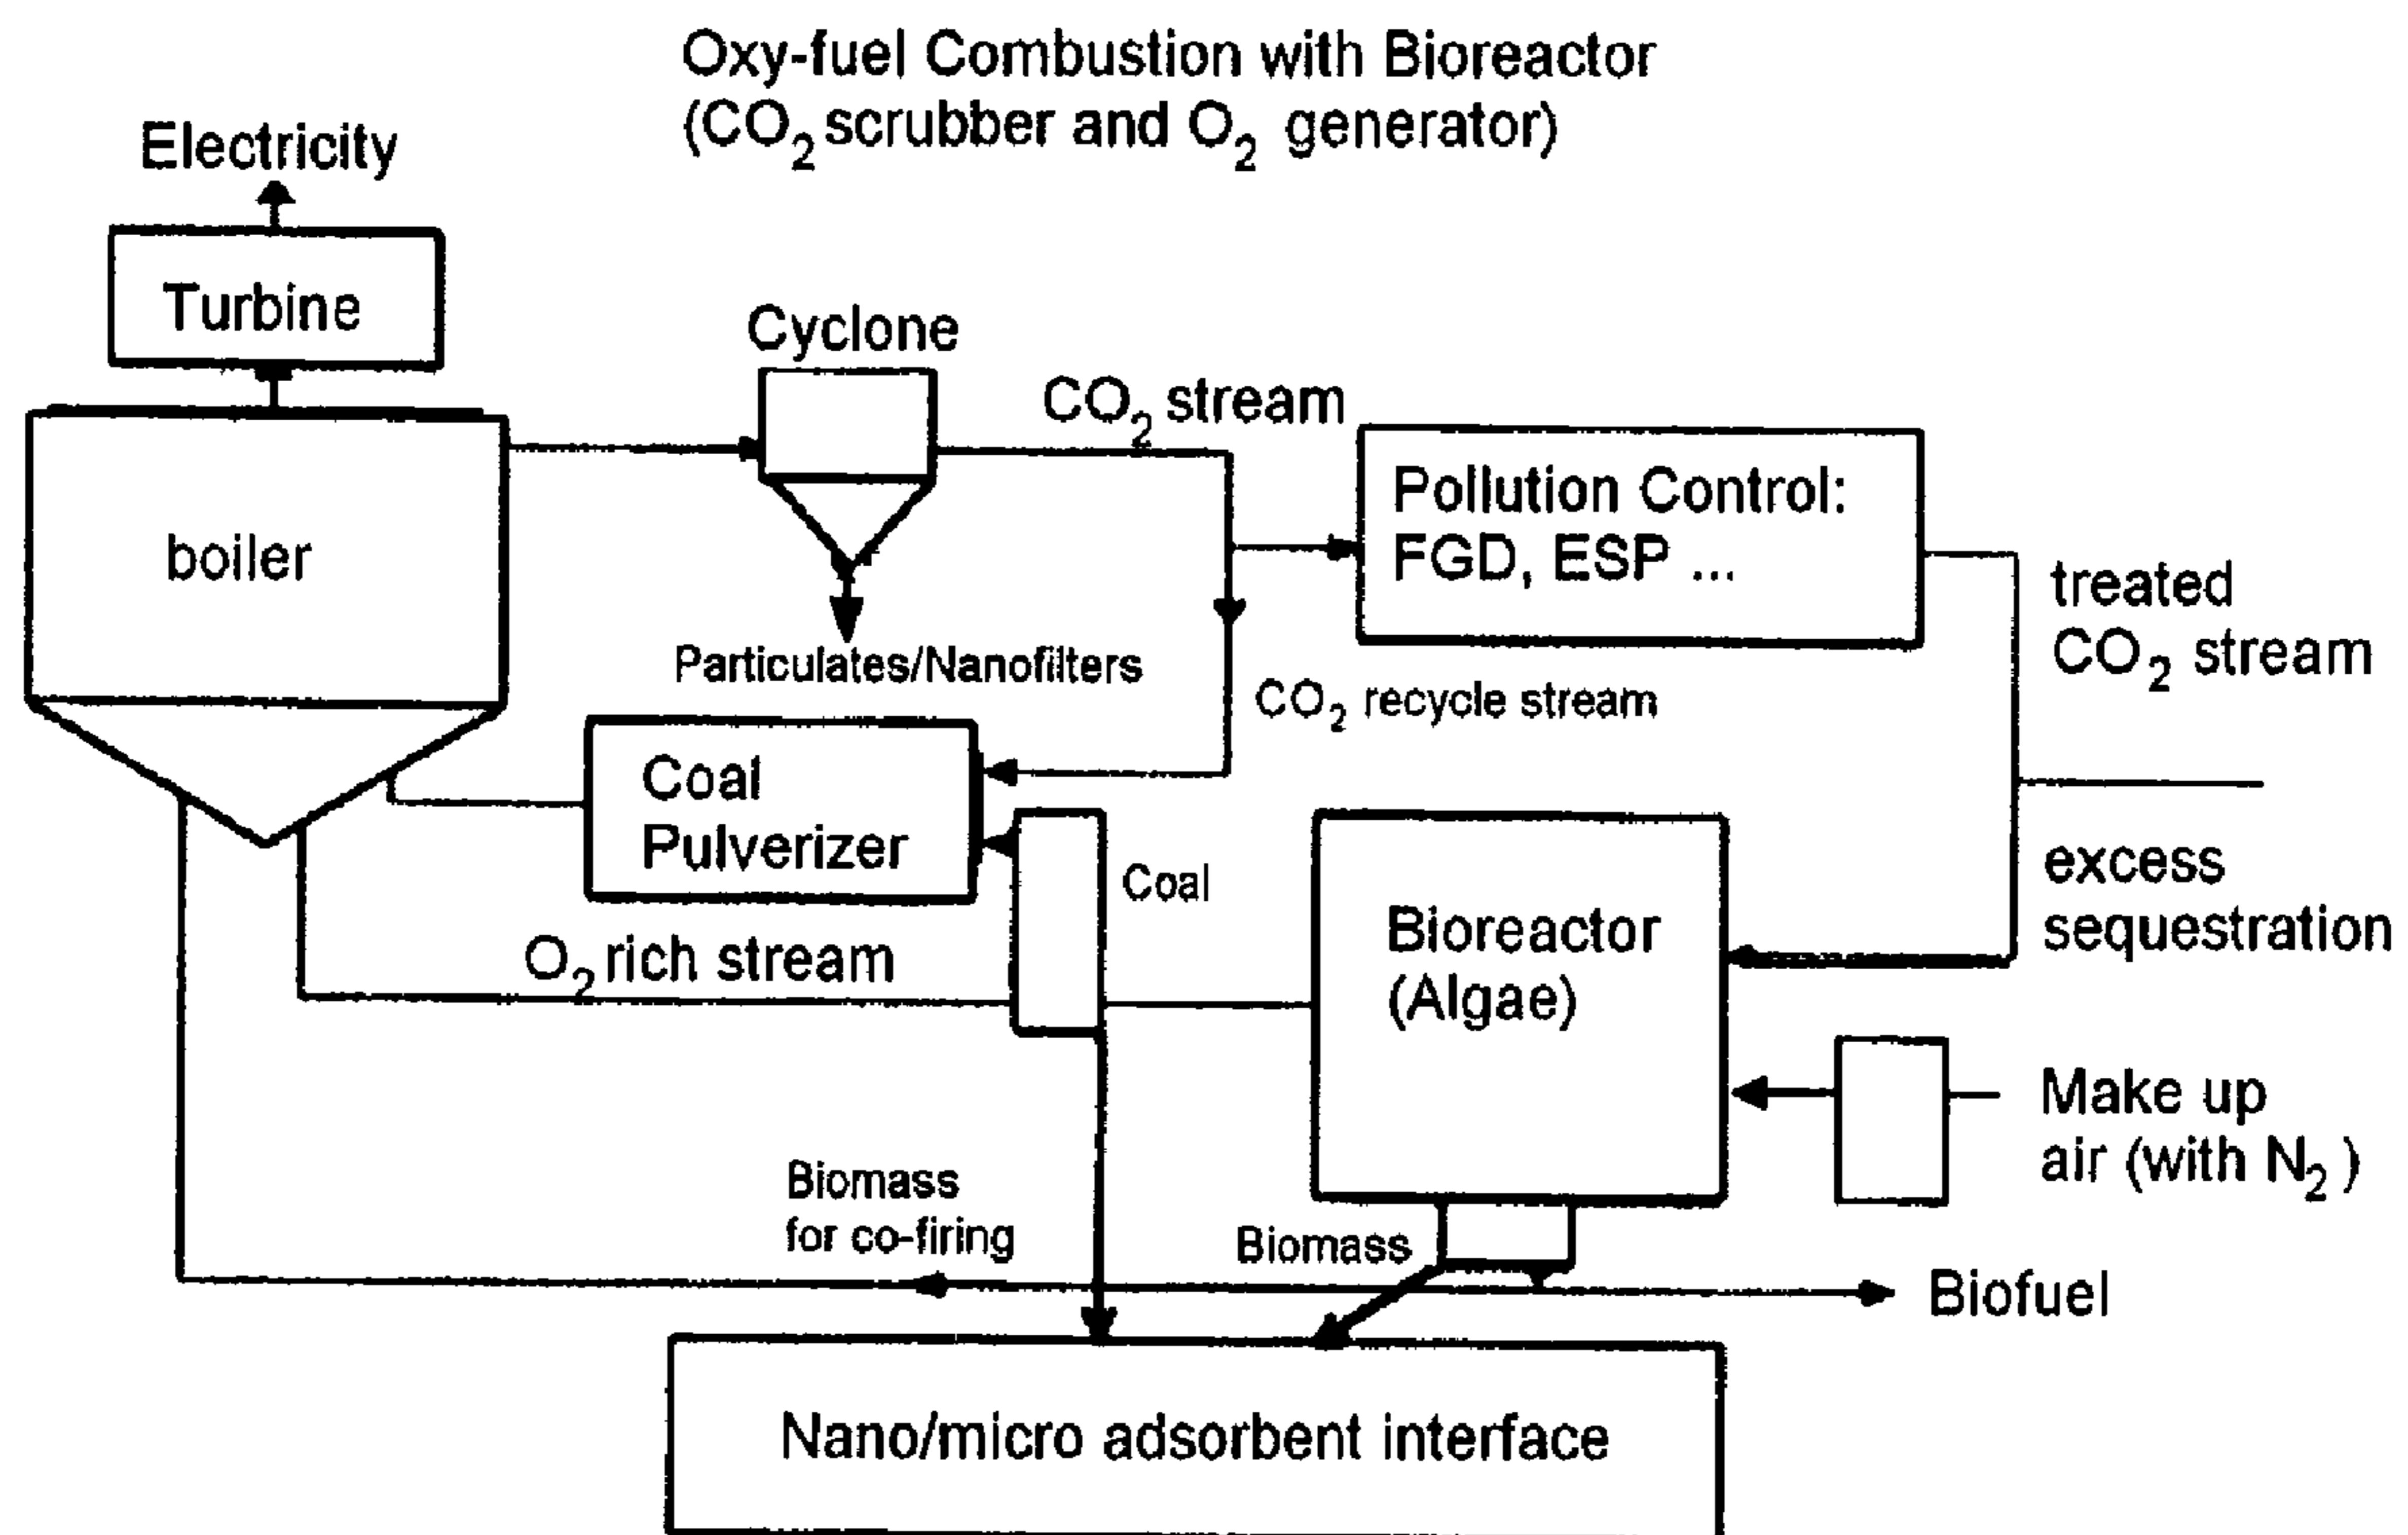 Oxy-fuel Combustion with Bioreactor
(CO2 scrubber and O2 generator)
Electricity
Turbine
Cyclone
CO2 stream
boiler
Pollution Control:
FGD, ESP ...
treated
CO2 stream
Particulates/Nanofilters
CO2 recycle stream
Coal
Pulverizer
Coal
excess
sequestration
Bioreactor
(Algae)
O2 rich stream
Make up
air (with N2)
Biomass
for co-firing
Biomass
Biofuel
Nano/micro adsorbent interface